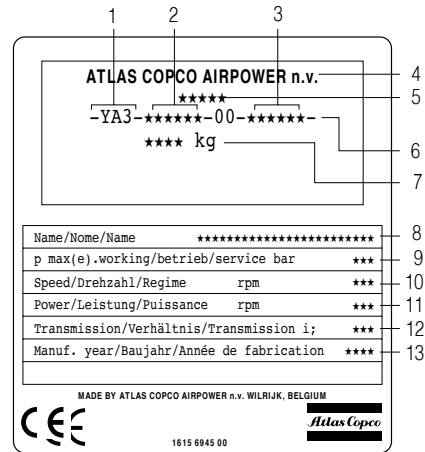 1 2 3
ATLAS COPCO AIRPOWER n.v. 4
★★★★★ 5
-YA3-★★★★★★-00-★★★★★★- 6
★★★★ kg 7
Name/Nome/Name ★★★★★★★★★★★★★★★★★★★★★★★★ 8
p max(e).working/betrieb/service bar ★★★ 9
Speed/Drehzahl/Regime rpm ★★★ 10
Power/Leistung/Puissance rpm ★★★ 11
Transmission/Verhältnis/Transmission i; ★★★ 12
Manuf. year/Baujahr/Année de fabrication ★★★★ 13
MADE BY ATLAS COPCO AIRPOWER n.v. WILRIJK, BELGIUM
CE
Atlas Copco
1615 6945 00